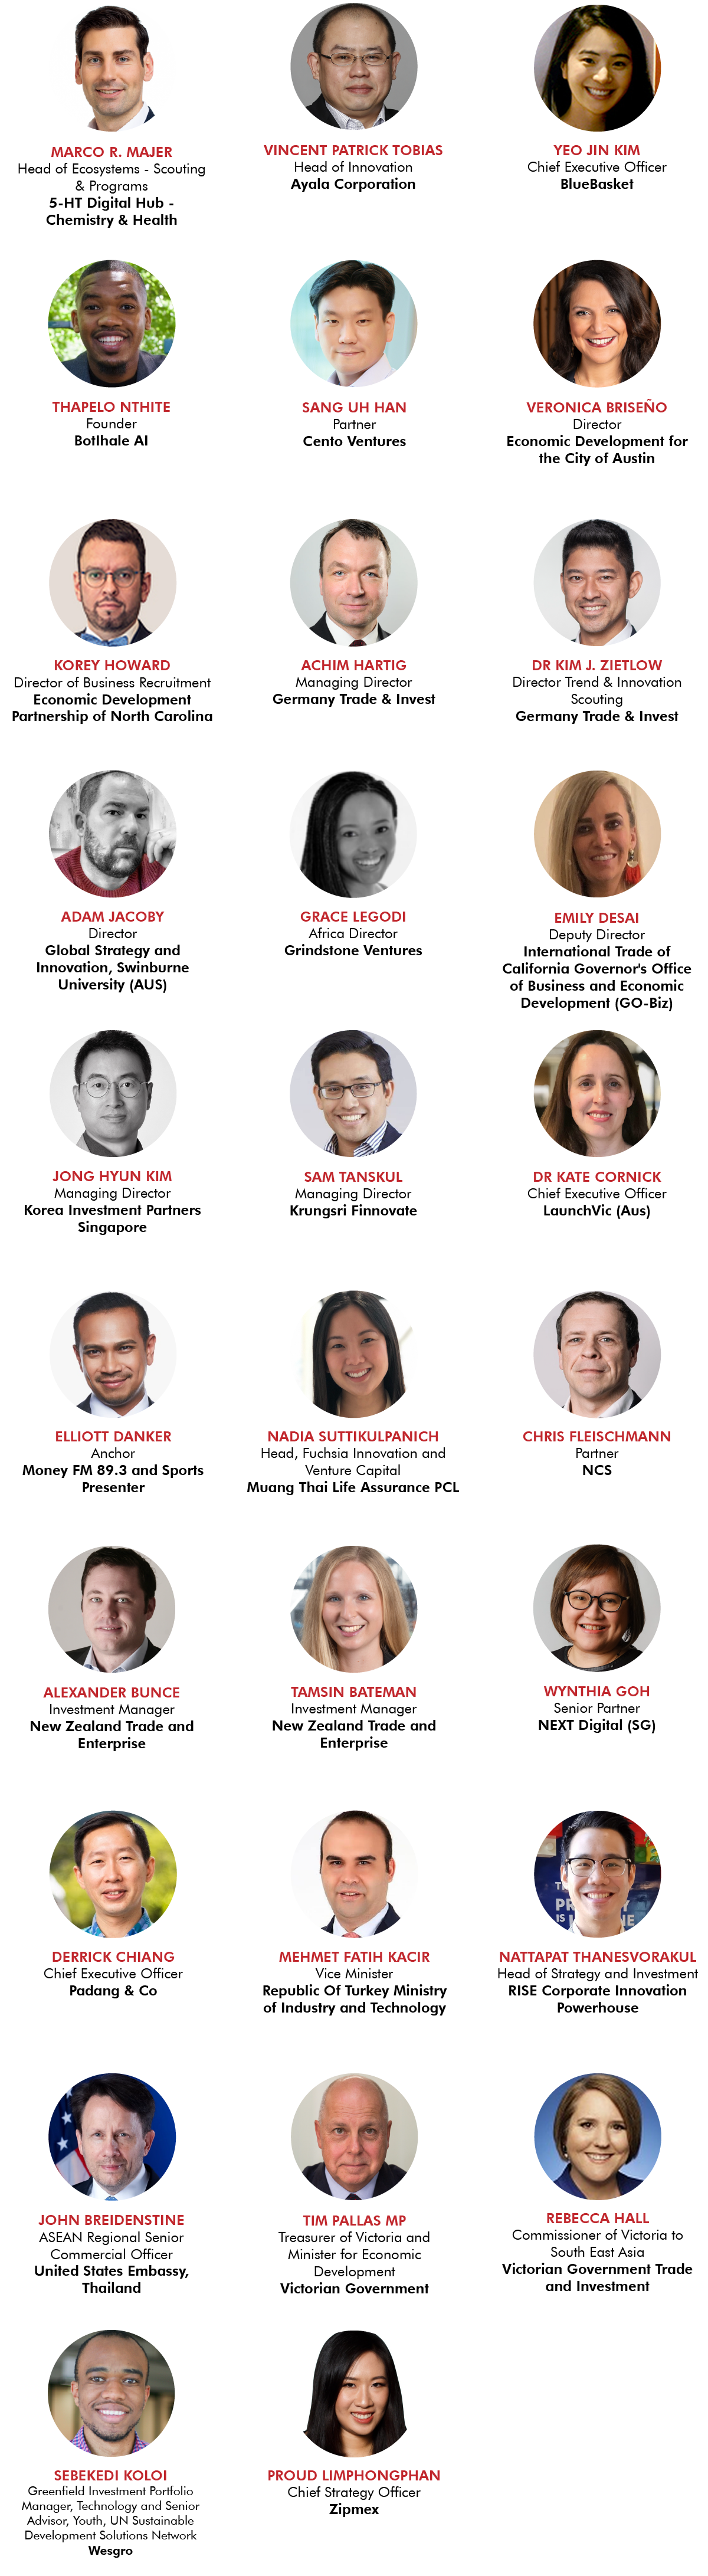 MARCO R. MAJER
Head of Ecosystems - Scouting
& Programs
5-HT Digital Hub -
Chemistry & Health
VINCENT PATRICK TOBIAS
Head of Innovation
Ayala Corporation
YEO JIN KIM
Chief Executive Officer
BlueBasket
THAPELO NTHITE
Founder
Botlhale AI
SANG UH HAN
Partner
Cento Ventures
VERONICA BRISEÑO
Director
Economic Development for
the City of Austin
KOREY HOWARD
Director of Business Recruitment
Economic Development
Partnership of North Carolina
ACHIM HARTIG
Managing Director
Germany Trade & Invest
DR KIM J. ZIETLOW
Director Trend & Innovation
Scouting
Germany Trade & Invest
ADAM JACOBY
Director
Global Strategy and
Innovation, Swinburne
University (AUS)
GRACE LEGODI
Africa Director
Grindstone Ventures
EMILY DESAI
Deputy Director
International Trade of
California Governor's Office
of Business and Economic
Development (GO-Biz)
JONG HYUN KIM
Managing Director
Korea Investment Partners
Singapore
SAM TANSKUL
Managing Director
Krungsri Finnovate
DR KATE CORNICK
Chief Executive Officer
LaunchVic (Aus)
ELLIOTT DANKER
Anchor
Money FM 89.3 and Sports
Presenter
NADIA SUTTIKULPANICH
Head, Fuchsia Innovation and
Venture Capital
Muang Thai Life Assurance PCL
CHRIS FLEISCHMANN
Partner
NCS
ALEXANDER BUNCE
Investment Manager
New Zealand Trade and
Enterprise
TAMSIN BATEMAN
Investment Manager
New Zealand Trade and
Enterprise
WYNTHIA GOH
Senior Partner
NEXT Digital (SG)
DERRICK CHIANG
Chief Executive Officer
Padang & Co
MEHMET FATIH KACIR
Vice Minister
Republic Of Turkey Ministry
of Industry and Technology
NATTAPAT THANESVORAKUL
Head of Strategy and Investment
RISE Corporate Innovation
Powerhouse
JOHN BREIDENSTINE
ASEAN Regional Senior
Commercial Officer
United States Embassy,
Thailand
TIM PALLAS MP
Treasurer of Victoria and
Minister for Economic
Development
Victorian Government
REBECCA HALL
Commissioner of Victoria to
South East Asia
Victorian Government Trade
and Investment
SEBEKEDI KOLOI
Greenfield Investment Portfolio
Manager, Technology and Senior
Advisor, Youth, UN Sustainable
Development Solutions Network
Wesgro
PROUD LIMPHONGPHAN
Chief Strategy Officer
Zipmex